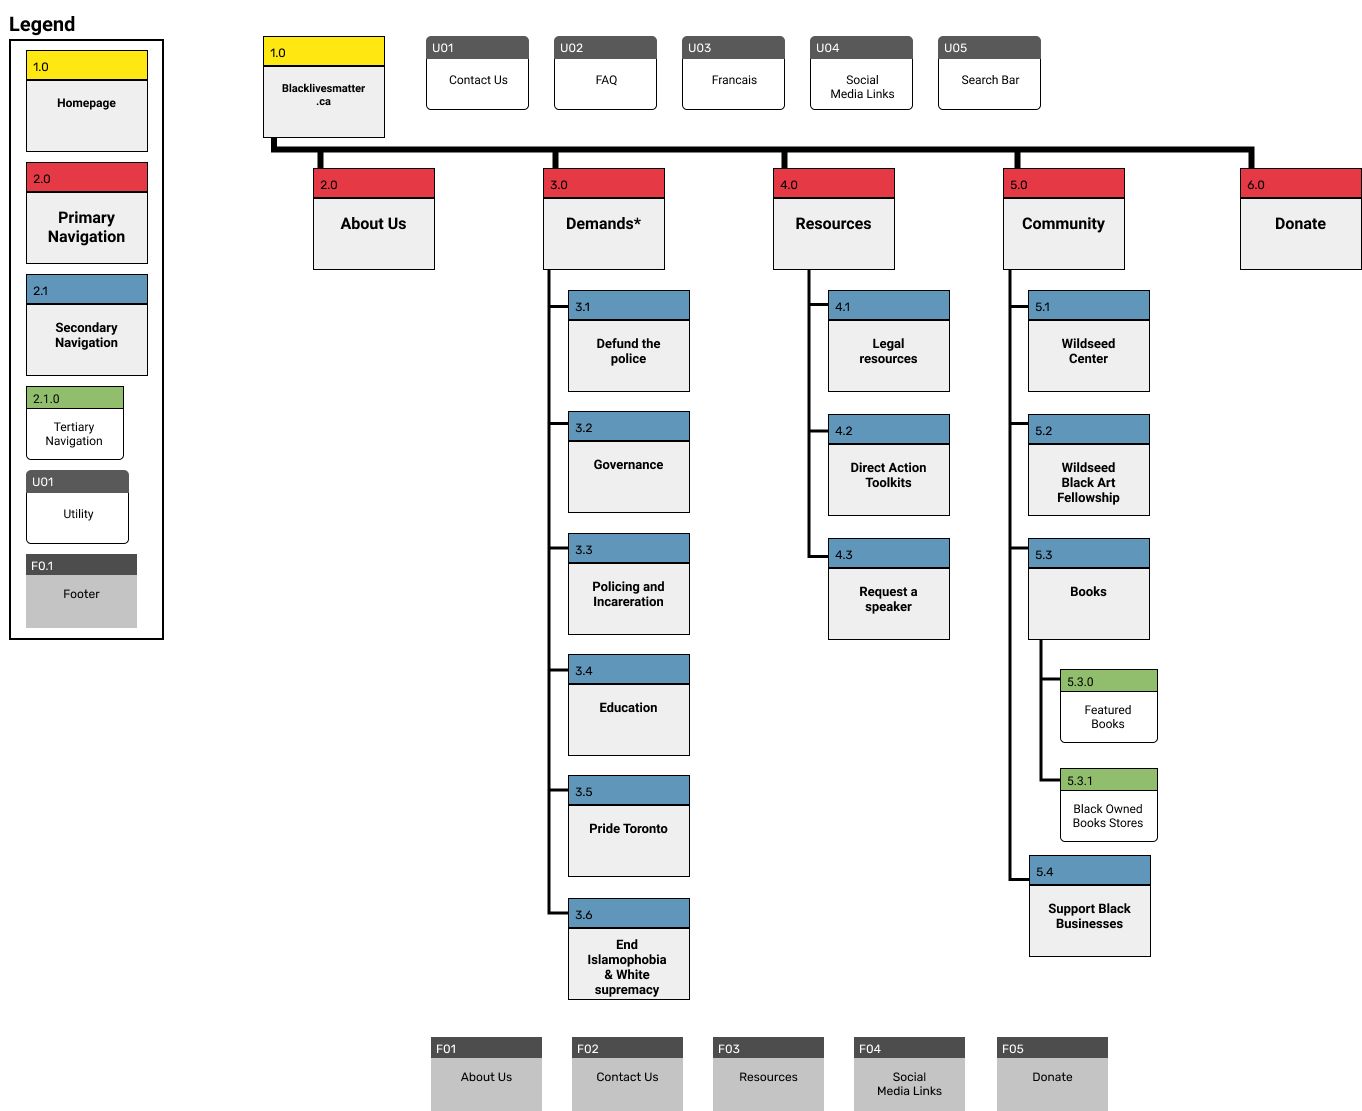 Legend
1.0
Homepage
2.0
Primary
Navigation
2.1
Secondary
Navigation
2.1.0
Tertiary
Navigation
U01
Utility
F0.1
Footer
1.0
Blacklivesmatter
.ca
U01
Contact Us
U02
FAQ
U03
Francais
U04
Social
Media Links
U05
Search Bar
2.0
About Us
3.0
Demands*
3.1
Defund the
police
3.2
Governance
3.3
Policing and
Incareration
3.4
Education
3.5
Pride Toronto
3.6
End
Islamophobia
& White
supremacy
4.0
Resources
4.1
Legal
resources
4.2
Direct Action
Toolkits
4.3
Request a
speaker
5.0
Community
5.1
Wildseed
Center
5.2
Wildseed
Black Art
Fellowship
5.3
Books
5.3.0
Featured
Books
5.3.1
Black Owned
Books Stores
5.4
Support Black
Businesses
6.0
Donate
F01
About Us
F02
Contact Us
F03
Resources
F04
Social
Media Links
F05
Donate